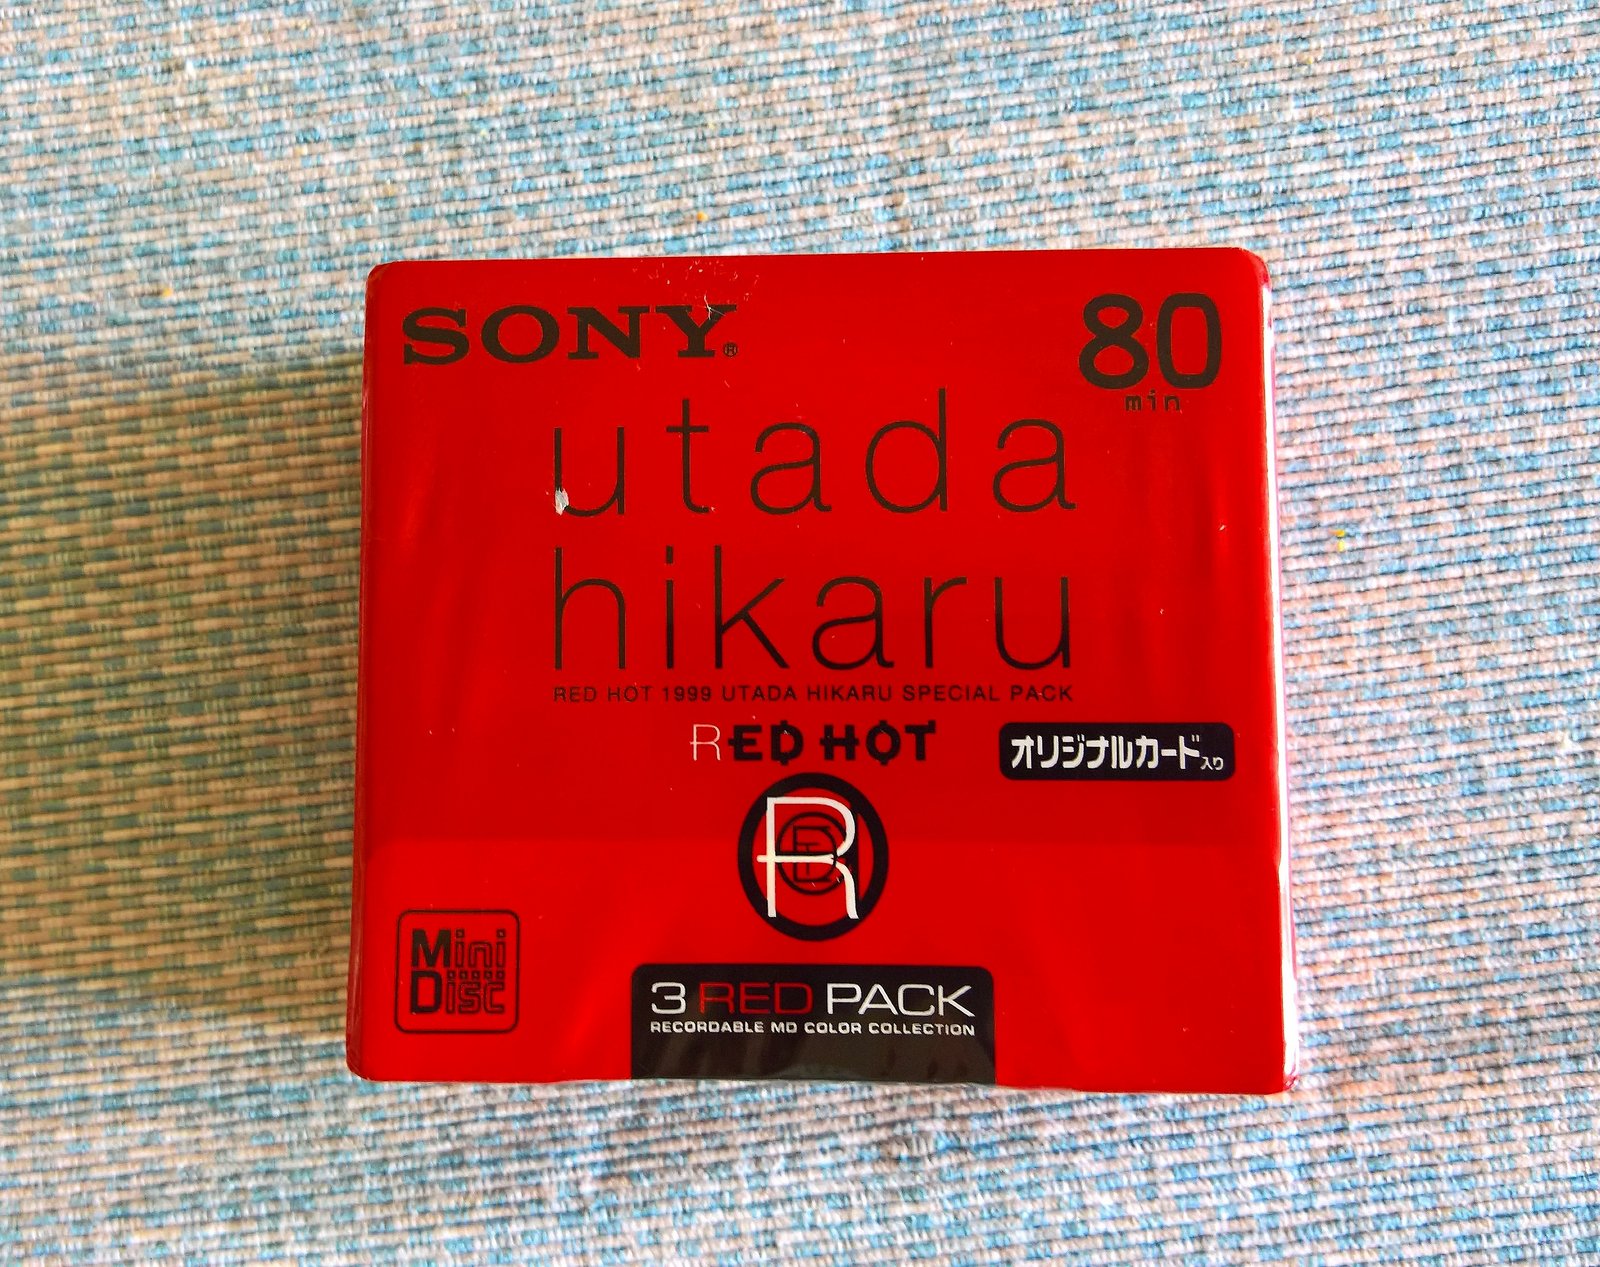 SONY®
80
min
utada
hikaru
RED HOT 1999 UTADA HIKARU SPECIAL PACK
RED HOT
オリジナルカード入り
R
Mini
Disc
3 RED PACK
RECORDABLE MD COLOR COLLECTION